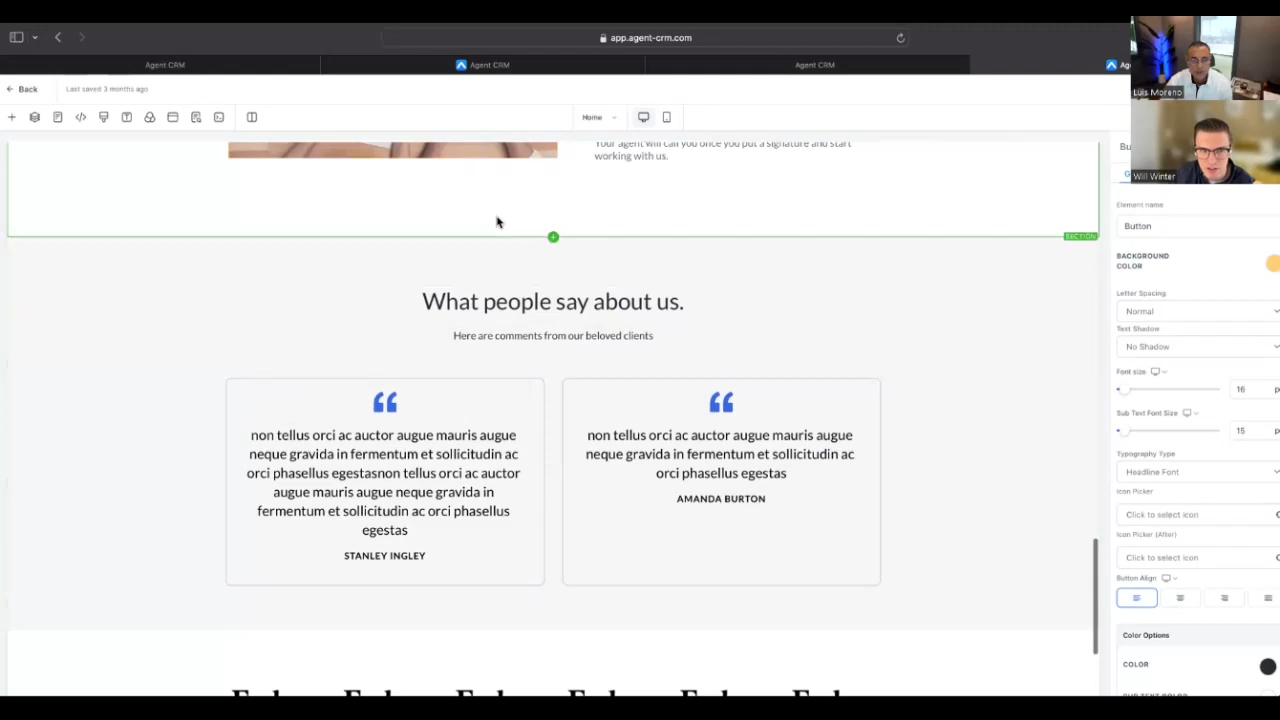 app.agent-crm.com
Agent CRM
Agent CRM
Agent CRM
Back
Last saved 3 months ago
Home
Luis Moreno
Will Winter
Your agent will call you once you put a signature and start
working with us.
SECTION
What people say about us.
Here are comments from our beloved clients
non tellus orci ac auctor augue mauris augue
neque gravida in fermentum et sollicitudin ac
orci phasellus egestasnon tellus orci ac auctor
augue mauris augue neque gravida in
fermentum et sollicitudin ac orci phasellus
egestas
STANLEY INGLEY
non tellus orci ac auctor augue mauris augue
neque gravida in fermentum et sollicitudin ac
orci phasellus egestas
AMANDA BURTON
Element name
Button
BACKGROUND
COLOR
Letter Spacing
Normal
Text Shadow
No Shadow
Font size
16
Sub Text Font Size
15
Typography Type
Headline Font
Icon Picker
Click to select icon
Icon Picker (After)
Click to select icon
Button Align
Color Options
COLOR
SUB TEXT COLOR